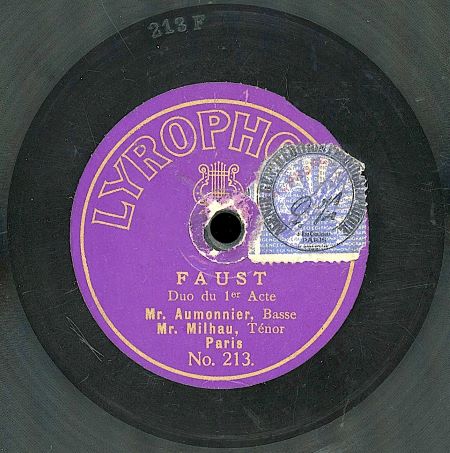 213 F
LYROPHO
FAUST
Duo du 1er Acte
Mr. Aumonnier, Basse
Mr. Milhau, Ténor
Paris
No. 213.